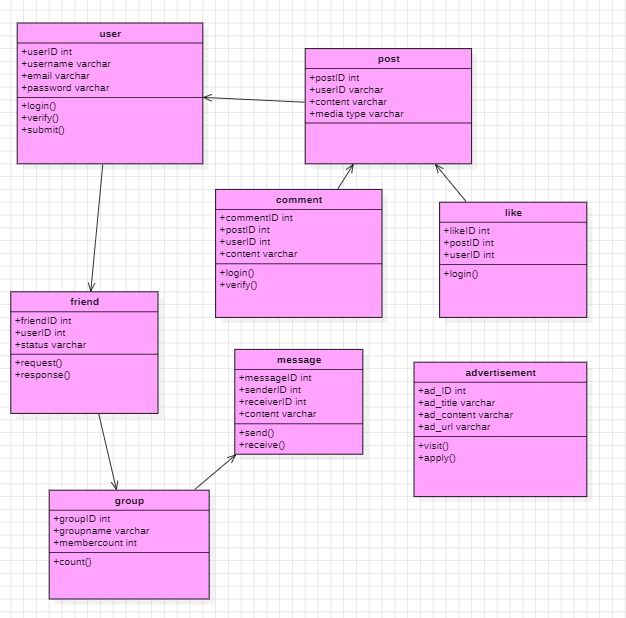 user
+userID int
+username varchar
+email varchar
+password varchar
+login()
+verify()
+submit()
post
+postID int
+userID varchar
+content varchar
+media type varchar
comment
+commentID int
+postID int
+userID int
+content varchar
+login()
+verify()
like
+likeID int
+postID int
+userID int
+login()
friend
+friendID int
+userID int
+status varchar
+request()
+response()
message
+messageID int
+senderID int
+receiverID int
+content varchar
+send()
+receive()
advertisement
+ad_ID int
+ad_title varchar
+ad_content varchar
+ad_url varchar
+visit()
+apply()
group
+groupID int
+groupname varchar
+membercount int
+count()